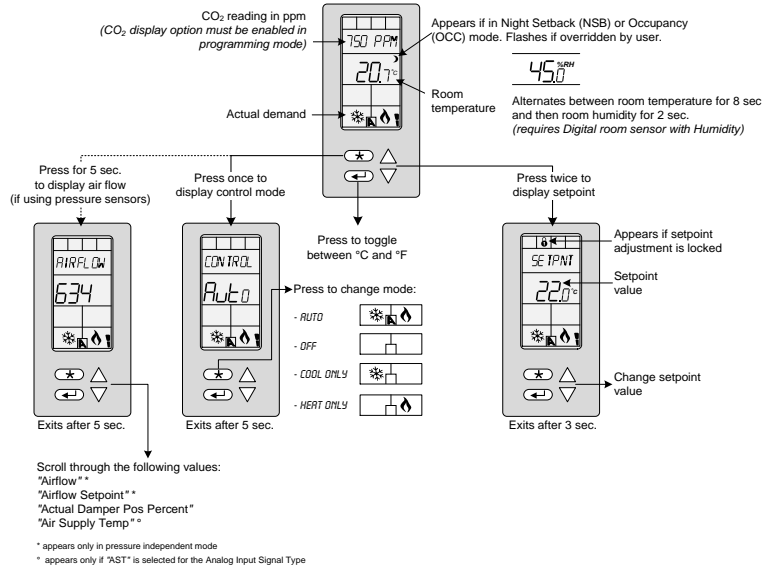 CO₂ reading in ppm
(CO₂ display option must be enabled in
programming mode)
Appears if in Night Setback (NSB) or Occupancy
(OCC) mode. Flashes if overridden by user.
750 PPM
20.7°C
45.0 %RH
Room
temperature
Alternates between room temperature for 8 sec
and then room humidity for 2 sec.
(requires Digital room sensor with Humidity)
Actual demand
A
Press for 5 sec.
to display air flow
(if using pressure sensors)
Press once to
display control mode
Press twice to
display setpoint
Press to toggle
between °C and °F
AIRFLOW
634
A
Exits after 5 sec.
CONTROL
Auto
A
Exits after 5 sec.
Press to change mode:
- AUTO
A
- OFF
- COOL ONLY
- HEAT ONLY
SETPNT
22.0°C
A
Exits after 3 sec.
Appears if setpoint
adjustment is locked
Setpoint
value
Change setpoint
value
Scroll through the following values:
"Airflow" *
"Airflow Setpoint" *
"Actual Damper Pos Percent"
"Air Supply Temp" °
* appears only in pressure independent mode
° appears only if "AST" is selected for the Analog Input Signal Type